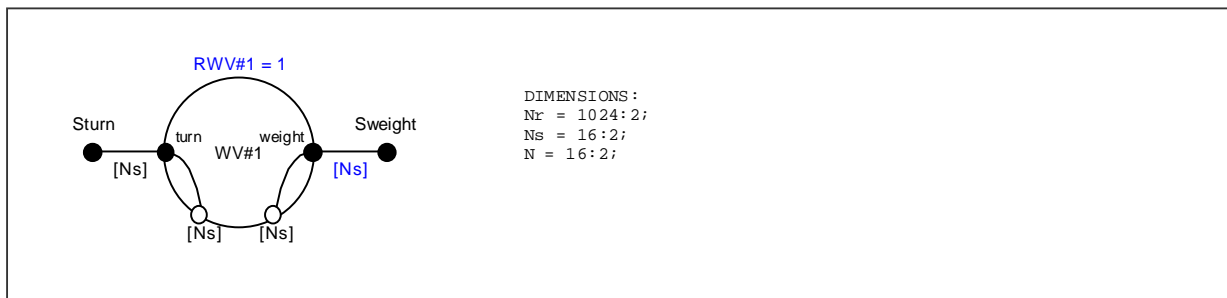 RWV#1 = 1
Sturn
turn
weight
Sweight
WV#1
[Ns]
[Ns]
[Ns]
[Ns]
DIMENSIONS:
Nr = 1024:2;
Ns = 16:2;
N = 16:2;